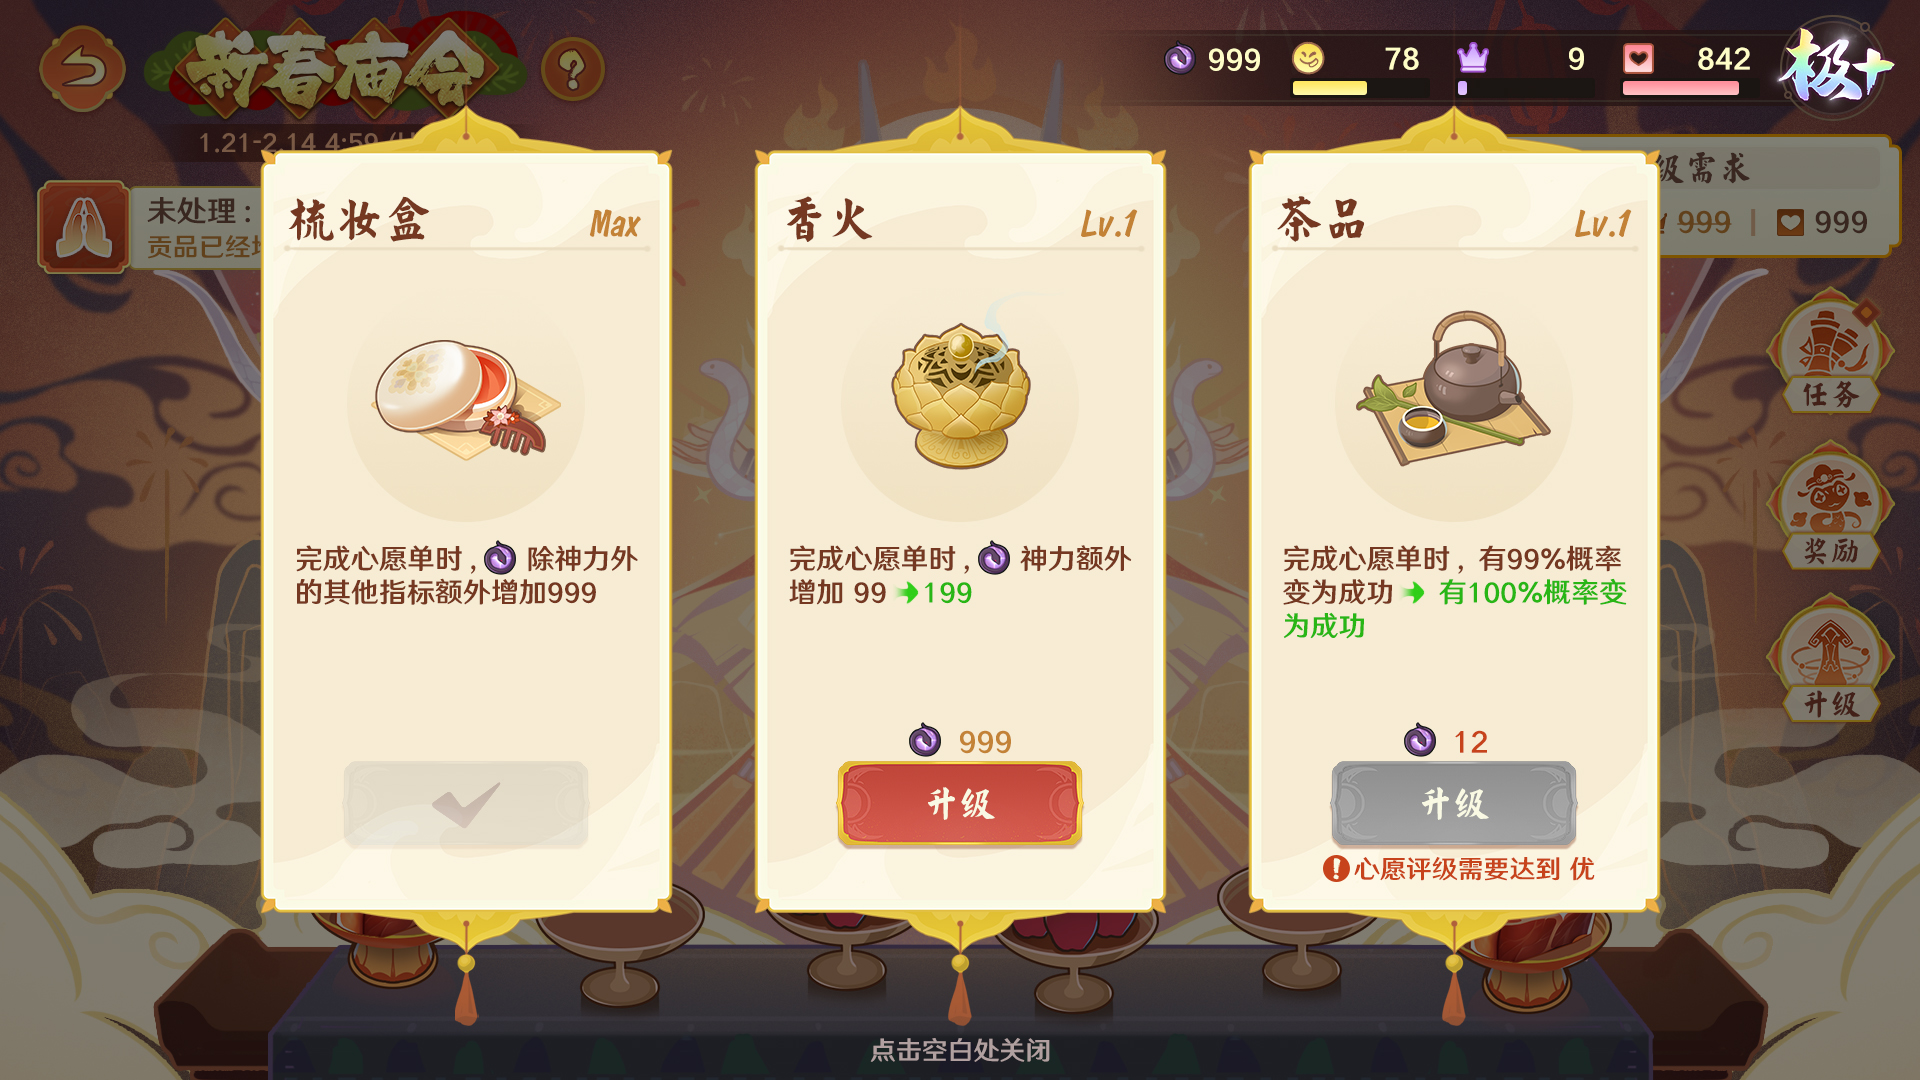 新春庙会
?
999
78
9
842
极+
1.21-2.14 4:59
未处理：
贡品已经
级需求
999 | 999
任务
奖励
升级
梳妆盒
Max
完成心愿单时, 除神力外
的其他指标额外增加999
香火
Lv.1
完成心愿单时, 神力额外
增加 99 199
999
升级
茶品
Lv.1
完成心愿单时，有99%概率
变为成功 有100%概率变
为成功
12
升级
心愿评级需要达到 优
点击空白处关闭